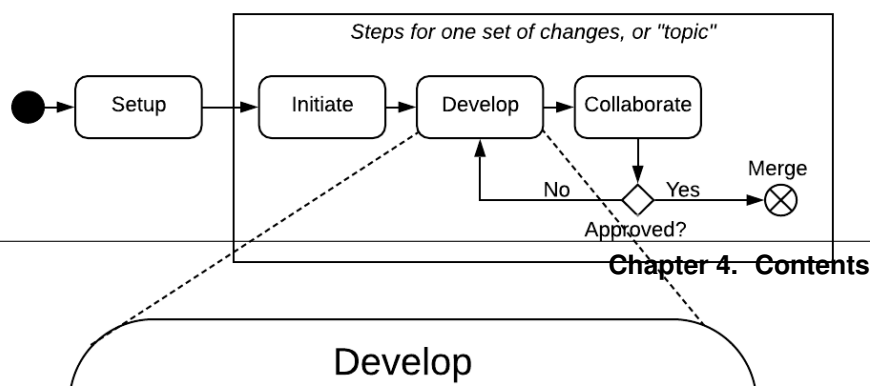 Steps for one set of changes, or "topic"
Setup
Initiate
Develop
Collaborate
Merge
No
Yes
Approved?
Chapter 4. Contents
Develop